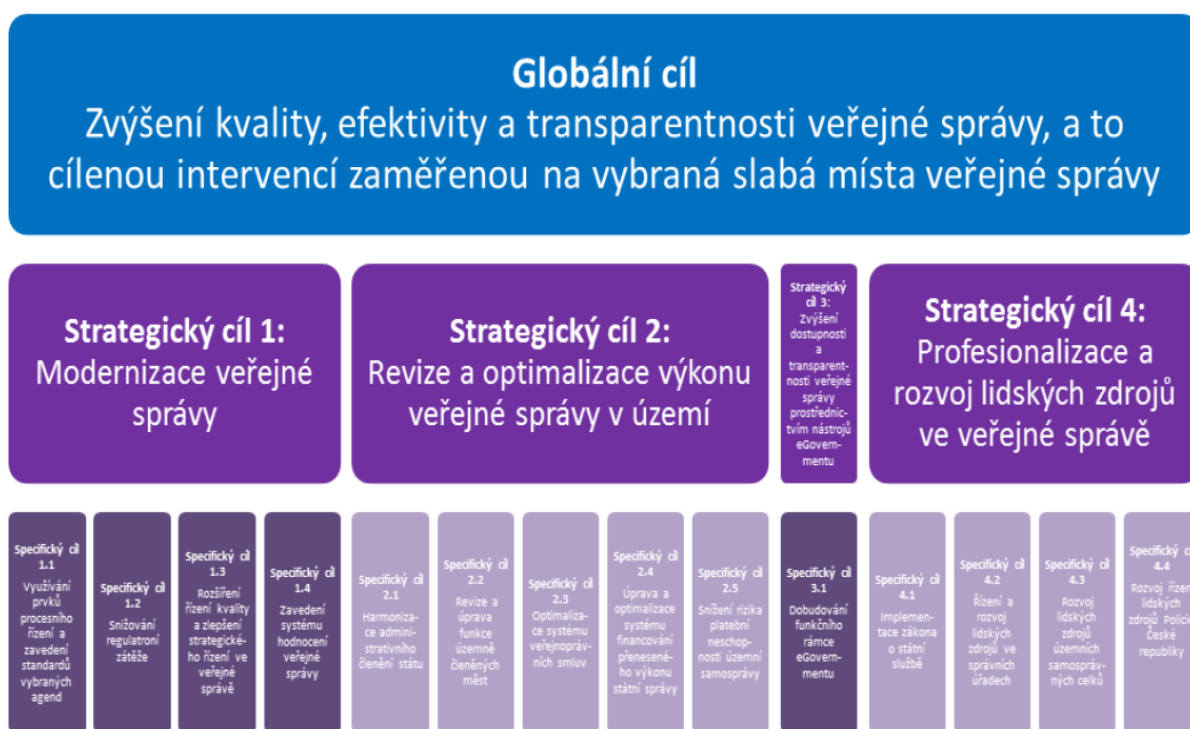 Globální cíl
Zvýšení kvality, efektivity a transparentnosti veřejné správy, a to
cílenou intervencí zaměřenou na vybraná slabá místa veřejné správy
Strategický cíl 1:
Modernizace veřejné
správy
Strategický cíl 2:
Revize a optimalizace výkonu
veřejné správy v území
Strategický
cíl 3:
Zvýšení
dostupnosti
a
transparent-
nosti veřejné
správy
prostřednic-
tvím nástrojů
eGovern-
mentu
Strategický cíl 4:
Profesionalizace a
rozvoj lidských zdrojů
ve veřejné správě
Specifický cíl
1.1
Využívání
prvků
procesního
řízení a
zavedení
standardů
vybraných
agend
Specifický cíl
1.2
Snižování
regulatroní
zátěže
Specifický cíl
1.3
Rozšíření
řízení kvality
a zlepšení
strategické-
ho řízení ve
veřejné
správě
Specifický cíl
1.4
Zavedení
systému
hodnocení
veřejné
správy
Specifický cíl
2.1
Harmoniza-
ce admini-
strativního
členění státu
Specifický cíl
2.2
Revize a
úprava
funkce
územně
členěných
měst
Specifický cíl
2.3
Optimaliza-
ce systému
veřejnopráv-
ních smluv
Specifický cíl
2.4
Úprava a
optimalizace
systému
financování
přenesené-
ho výkonu
státní správy
Specifický cíl
2.5
Snížení rizika
platební
neschop-
nosti územní
samosprávy
Specifický cíl
3.1
Dobudování
funkčního
rámce
eGovern-
mentu
Specifický cíl
4.1
Implemen-
tace zákona
o státní
službě
Specifický cíl
4.2
Řízení a
rozvoj
lidských
zdrojů ve
správních
úřadech
Specifický cíl
4.3
Rozvoj
lidských
zdrojů
územních
samospráv-
ných celků
Specifický cíl
4.4
Rozvoj řízení
lidských
zdrojů Policie
České
republiky